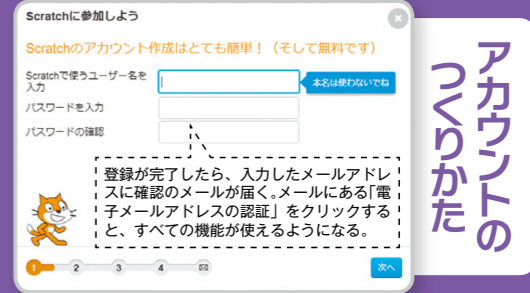 Scratchに参加しよう
Scratchのアカウント作成はとても簡単！（そして無料です）
Scratchで使うユーザー名を
入力
本名は使わないでね
パスワードを入力
パスワードの確認
登録が完了したら、入力したメールアドレ
スに確認のメールが届く。メールにある「電
子メールアドレスの認証」をクリックする
と、すべての機能が使えるようになる。
1 2 3 4
次へ
アカウントの
つくりかた